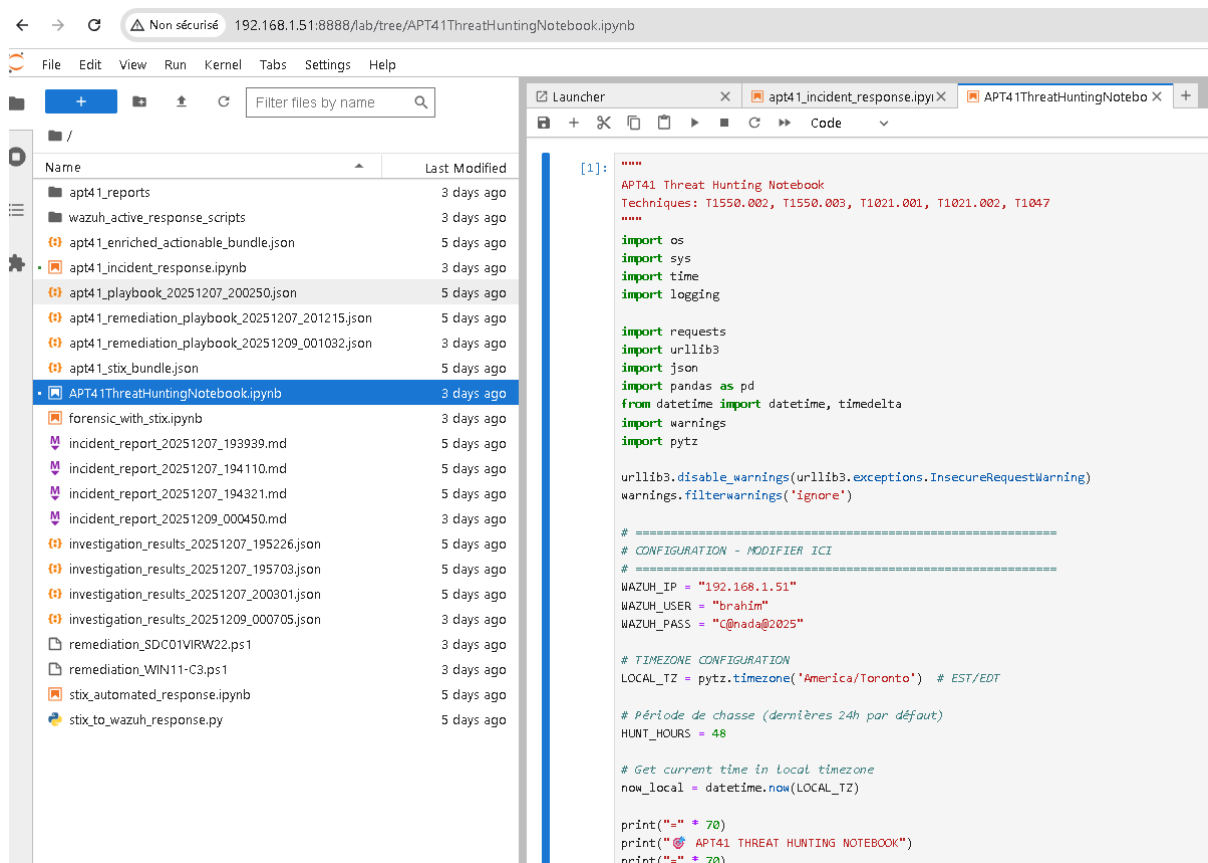 Non sécurisé 192.168.1.51:8888/lab/tree/APT41ThreatHuntingNotebook.ipynb
File Edit View Run Kernel Tabs Settings Help
+
Filter files by name
/
Name Last Modified
apt41_reports 3 days ago
wazuh_active_response_scripts 3 days ago
apt41_enriched_actionable_bundle.json 5 days ago
apt41_incident_response.ipynb 3 days ago
apt41_playbook_20251207_200250.json 5 days ago
apt41_remediation_playbook_20251207_201215.json 5 days ago
apt41_remediation_playbook_20251209_001032.json 3 days ago
apt41_stix_bundle.json 5 days ago
APT41ThreatHuntingNotebook.ipynb 3 days ago
forensic_with_stix.ipynb 3 days ago
incident_report_20251207_193939.md 5 days ago
incident_report_20251207_194110.md 5 days ago
incident_report_20251207_194321.md 5 days ago
incident_report_20251209_000450.md 3 days ago
investigation_results_20251207_195226.json 5 days ago
investigation_results_20251207_195703.json 5 days ago
investigation_results_20251207_200301.json 5 days ago
investigation_results_20251209_000705.json 3 days ago
remediation_SDC01VIRW22.ps1 3 days ago
remediation_WIN11-C3.ps1 3 days ago
stix_automated_response.ipynb 5 days ago
stix_to_wazuh_response.py 5 days ago
Launcher apt41_incident_response.ipyn APT41ThreatHuntingNotebo +
Code
[1]: """
APT41 Threat Hunting Notebook
Techniques: T1550.002, T1550.003, T1021.001, T1021.002, T1047
"""
import os
import sys
import time
import logging
import requests
import urllib3
import json
import pandas as pd
from datetime import datetime, timedelta
import warnings
import pytz
urllib3.disable_warnings(urllib3.exceptions.InsecureRequestWarning)
warnings.filterwarnings('ignore')
# ============================================================
# CONFIGURATION - MODIFIER ICI
# ============================================================
WAZUH_IP = "192.168.1.51"
WAZUH_USER = "brahim"
WAZUH_PASS = "C@nada@2025"
# TIMEZONE CONFIGURATION
LOCAL_TZ = pytz.timezone('America/Toronto') # EST/EDT
# Période de chasse (dernières 24h par défaut)
HUNT_HOURS = 48
# Get current time in local timezone
now_local = datetime.now(LOCAL_TZ)
print("=" * 70)
print("🎯 APT41 THREAT HUNTING NOTEBOOK")
print("=" * 70)